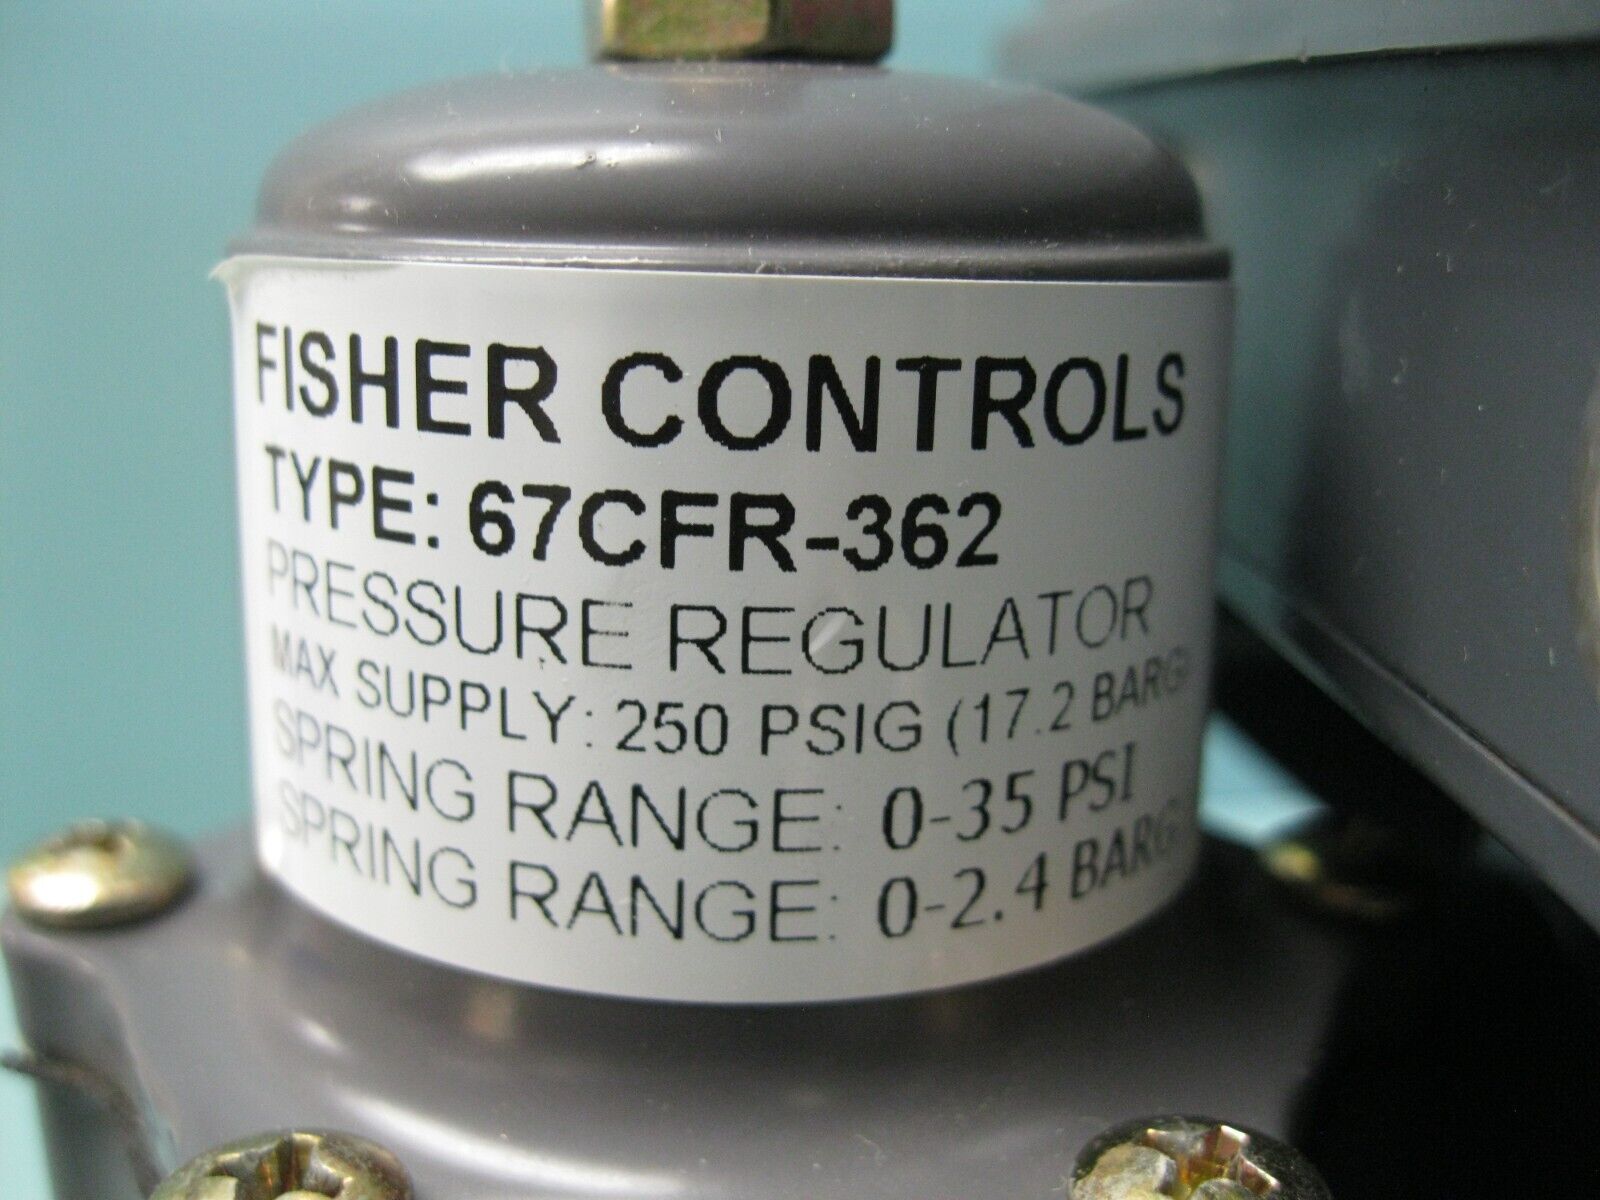 FISHER CONTROLS
TYPE: 67CFR-362
PRESSURE REGULATOR
MAX SUPPLY: 250 PSIG (17.2 BARG)
SPRING RANGE: 0-35 PSI
SPRING RANGE: 0-2.4 BARG